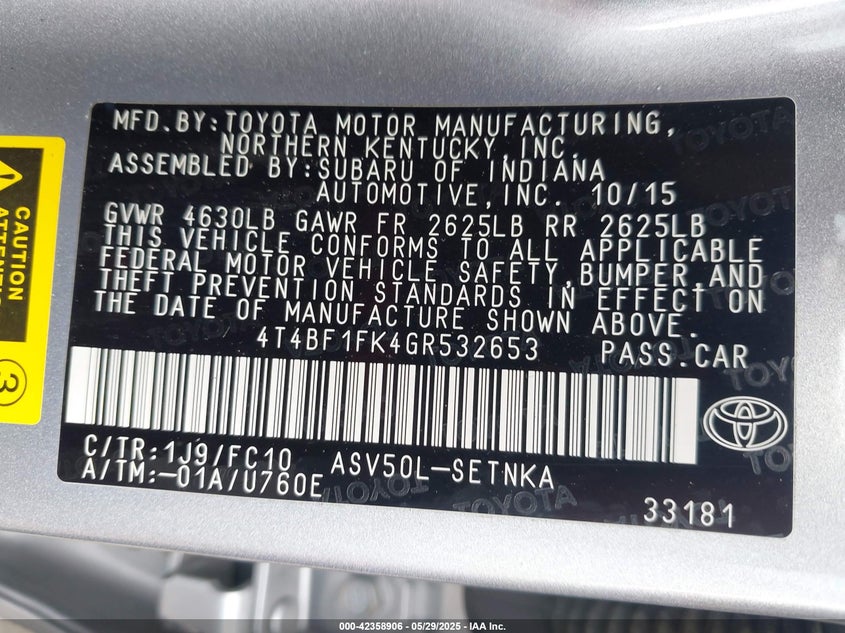 MFD.BY:TOYOTA MOTOR MANUFACTURING,
NORTHERN KENTUCKY,INC.
ASSEMBLED BY:SUBARU OF INDIANA
AUTOMOTIVE,INC. 10/15
GVWR 4630LB GAWR FR 2625LB RR 2625LB
THIS VEHICLE CONFORMS TO ALL APPLICABLE
FEDERAL MOTOR VEHICLE SAFETY,BUMPER,AND
THEFT PREVENTION STANDARDS IN EFFECT ON
THE DATE OF MANUFACTURE SHOWN ABOVE.
4T4BF1FK4GR532653 PASS.CAR
C/TR:1J9/FC10 ASV50L-SETNKA
A/TM:-01A/U760E
33181
CAUTION
3
000-42358906 - 05/29/2025 - IAA Inc.